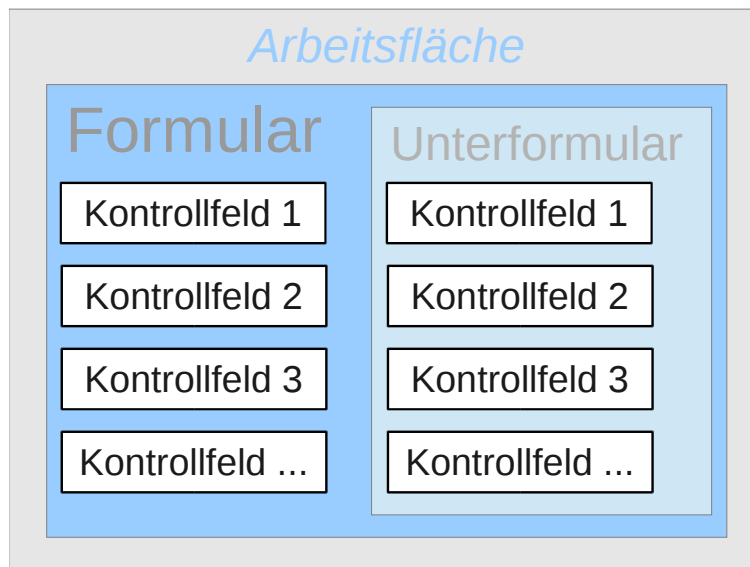 Arbeitsfläche
Formular
Kontrollfeld 1
Kontrollfeld 2
Kontrollfeld 3
Kontrollfeld ...
Unterformular
Kontrollfeld 1
Kontrollfeld 2
Kontrollfeld 3
Kontrollfeld ...